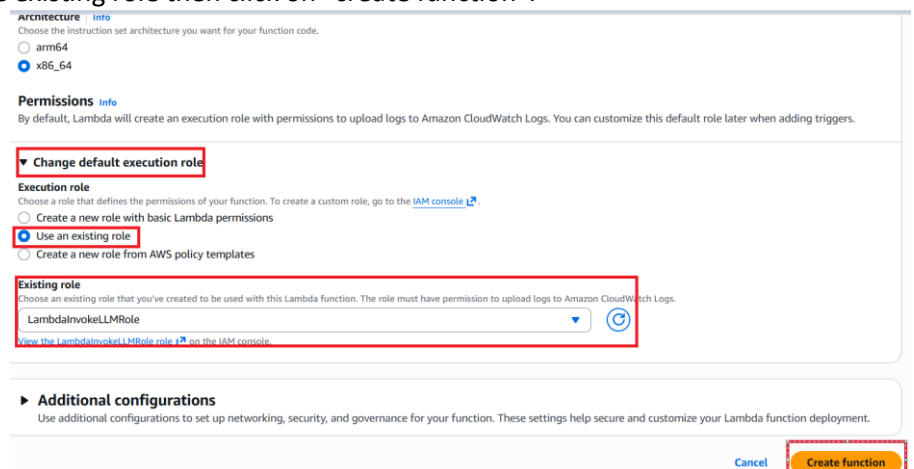 existing role then click on "create function".
Architecture Info
Choose the instruction set architecture you want for your function code.
arm64
x86_64
Permissions Info
By default, Lambda will create an execution role with permissions to upload logs to Amazon CloudWatch Logs. You can customize this default role later when adding triggers.
▼ Change default execution role
Execution role
Choose a role that defines the permissions of your function. To create a custom role, go to the IAM console.
Create a new role with basic Lambda permissions
Use an existing role
Create a new role from AWS policy templates
Existing role
Choose an existing role that you've created to be used with this Lambda function. The role must have permission to upload logs to Amazon CloudWatch Logs.
LambdaInvokeLLMRole
View the LambdaInvokeLLMRole role on the IAM console.
▶ Additional configurations
Use additional configurations to set up networking, security, and governance for your function. These settings help secure and customize your Lambda function deployment.
Cancel Create function